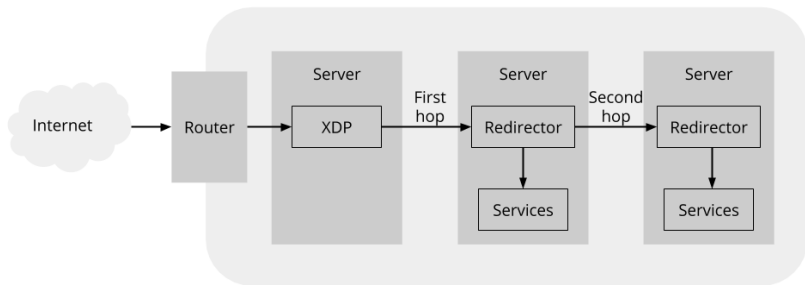 Internet
Router
Server
XDP
First
hop
Server
Redirector
Services
Second
hop
Server
Redirector
Services